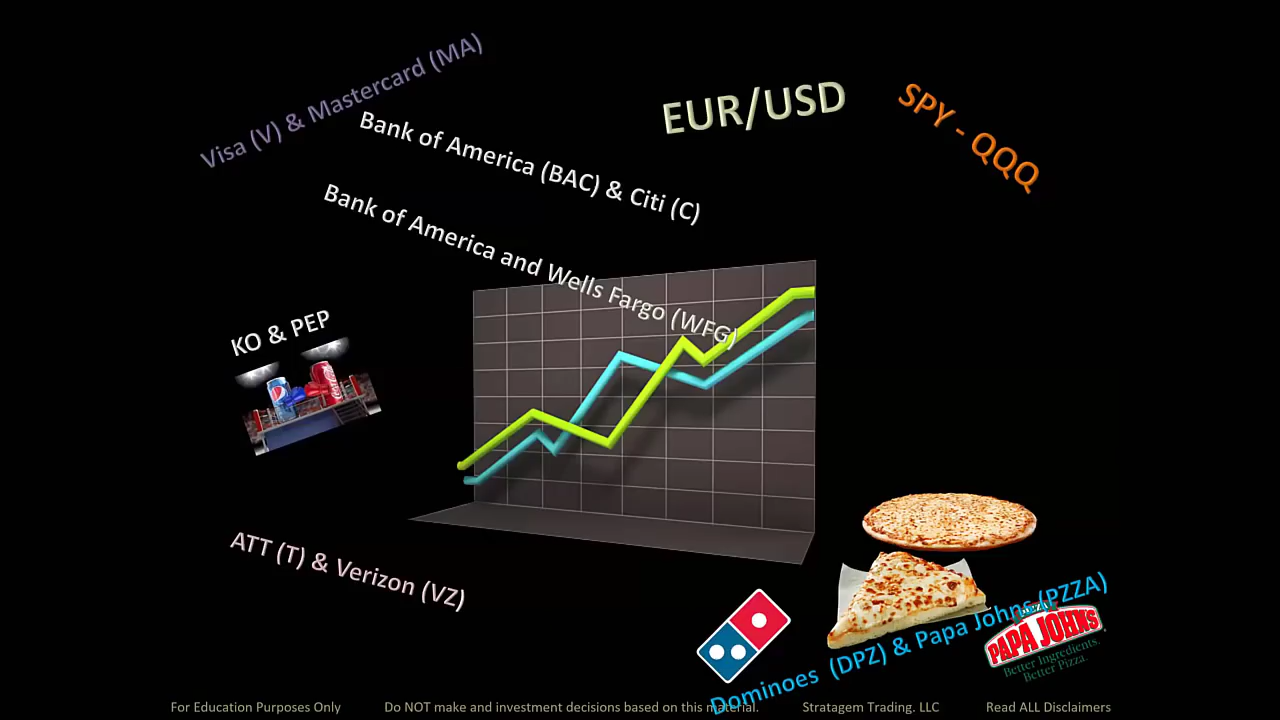 Visa (V) & Mastercard (MA)
EUR/USD
SPY - QQQ
Bank of America (BAC) & Citi (C)
Bank of America and Wells Fargo (WFG)
KO & PEP
ATT (T) & Verizon (VZ)
Dominoes (DPZ) & Papa Johns (PZZA)
PAPA JOHNS
Better Ingredients.
Better Pizza.
For Education Purposes Only
Do NOT make and investment decisions based on this material.
Stratagem Trading. LLC
Read ALL Disclaimers